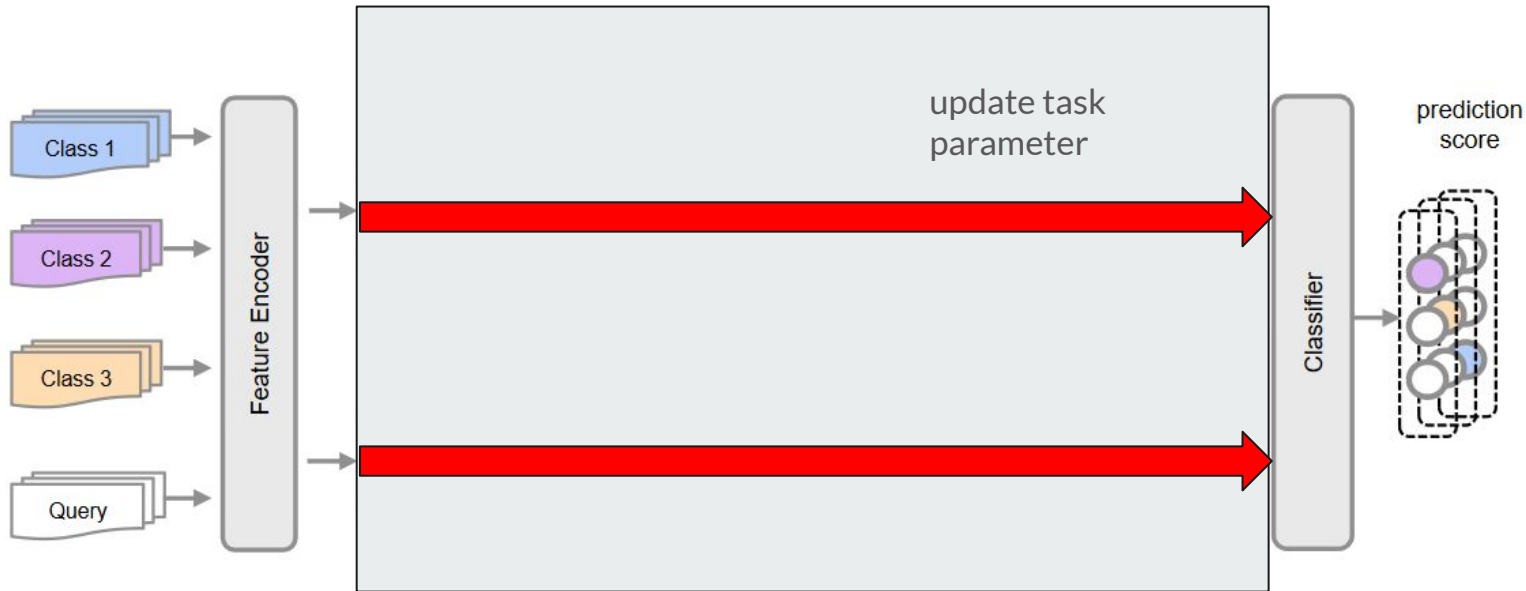 Class 1
Class 2
Class 3
Query
Feature Encoder
update task
parameter
Classifier
prediction
score